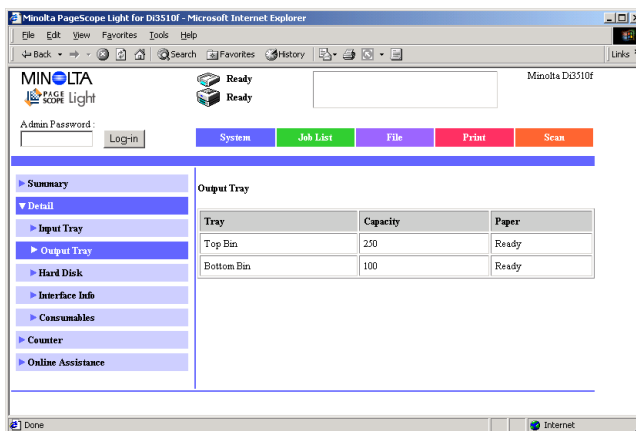 Minolta PageScope Light for Di3510f - Microsoft Internet Explorer
File Edit View Favorites Tools Help
Back Search Favorites History Links
MINOLTA
PAGE SCOPE Light
Ready
Ready
Minolta Di3510f
Admin Password :
Log-in
System Job List File Print Scan
Summary
Detail
Input Tray
Output Tray
Hard Disk
Interface Info
Consumables
Counter
Online Assistance
Output Tray
Tray Capacity Paper
Top Bin 250 Ready
Bottom Bin 100 Ready
Done Internet